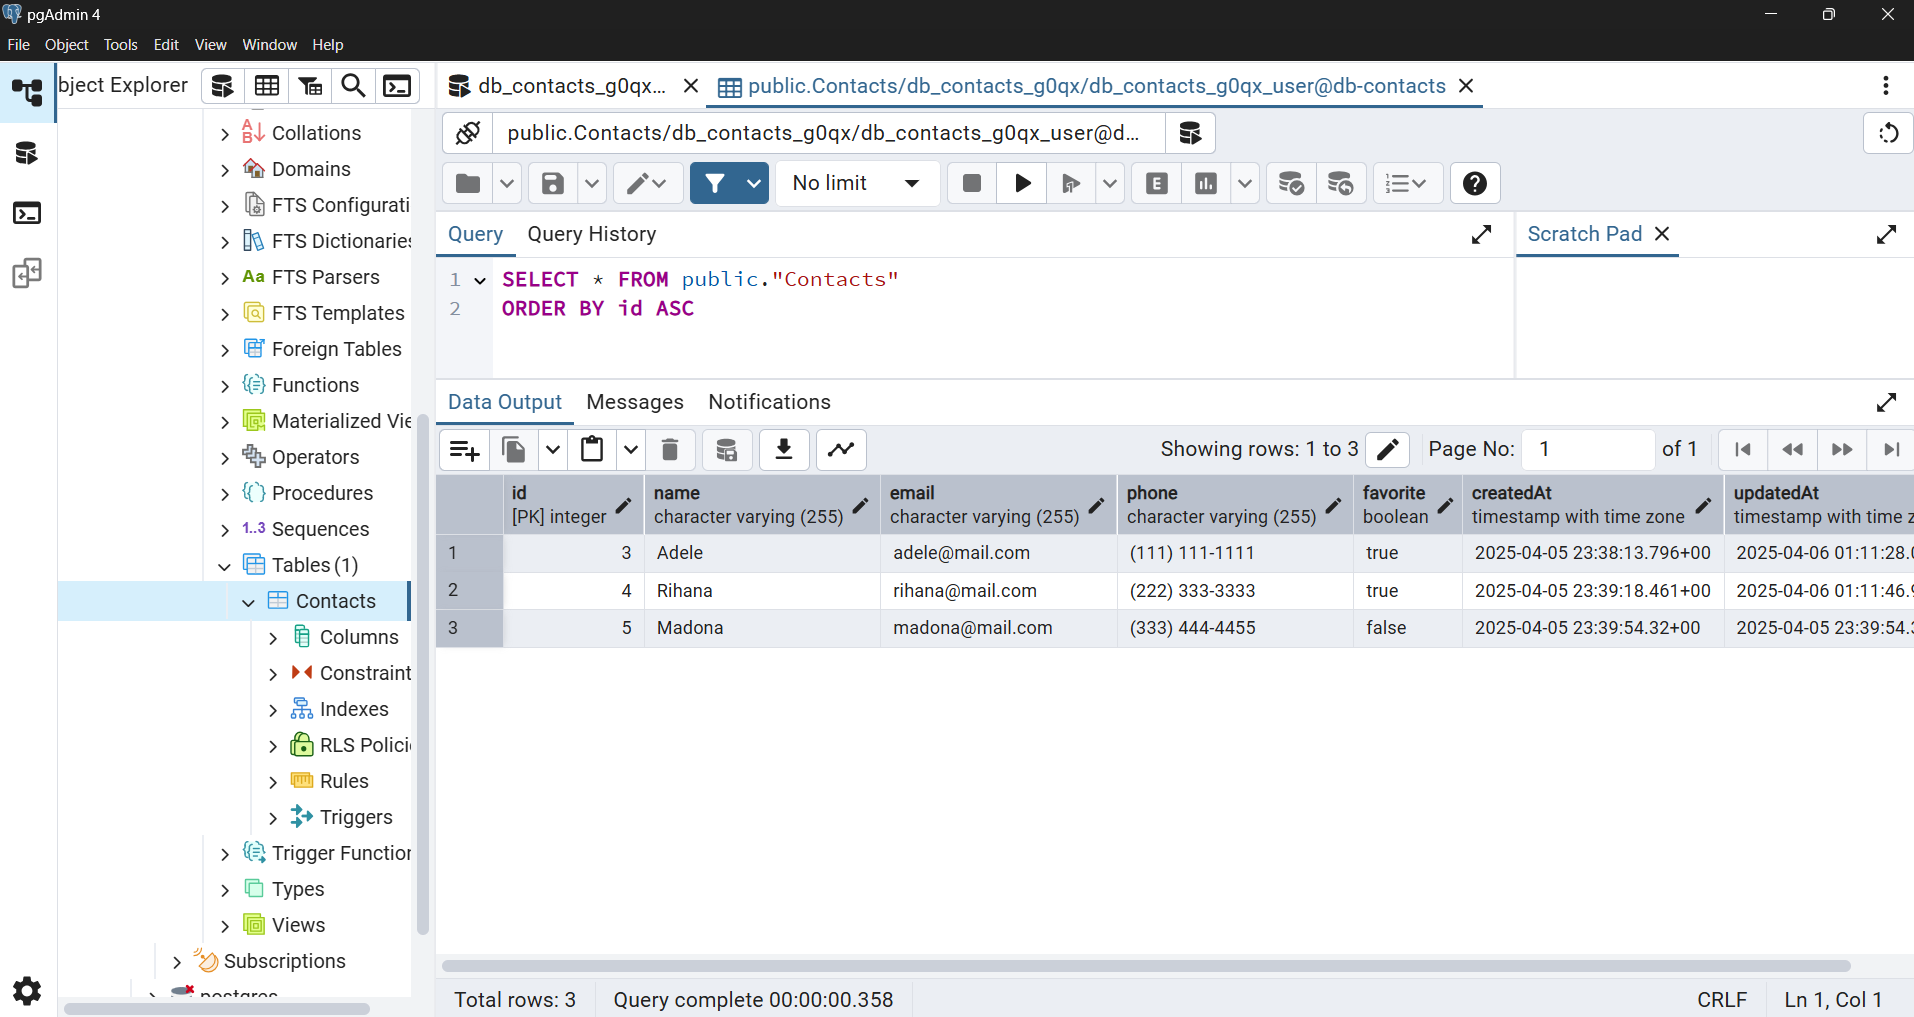 pgAdmin 4
File Object Tools Edit View Window Help
bject Explorer
db_contacts_g0qx...
public.Contacts/db_contacts_g0qx/db_contacts_g0qx_user@db-contacts
public.Contacts/db_contacts_g0qx/db_contacts_g0qx_user@d...
No limit
E
Query Query History
Scratch Pad
1 SELECT * FROM public."Contacts"
2 ORDER BY id ASC
Data Output Messages Notifications
Showing rows: 1 to 3 Page No: 1 of 1
id name email phone favorite createdAt updatedAt
[PK] integer character varying (255) character varying (255) character varying (255) boolean timestamp with time zone timestamp with time z
1 3 Adele adele@mail.com (111) 111-1111 true 2025-04-05 23:38:13.796+00 2025-04-06 01:11:28.
2 4 Rihana rihana@mail.com (222) 333-3333 true 2025-04-05 23:39:18.461+00 2025-04-06 01:11:46.
3 5 Madona madona@mail.com (333) 444-4455 false 2025-04-05 23:39:54.32+00 2025-04-05 23:39:54.
Collations
Domains
FTS Configurati
FTS Dictionaries
Aa FTS Parsers
FTS Templates
Foreign Tables
Functions
Materialized Vie
Operators
Procedures
1..3 Sequences
Tables (1)
Contacts
Columns
Constraint
Indexes
RLS Polici
Rules
Triggers
Trigger Function
Types
Views
Subscriptions
postgres
Total rows: 3 Query complete 00:00:00.358 CRLF Ln 1, Col 1